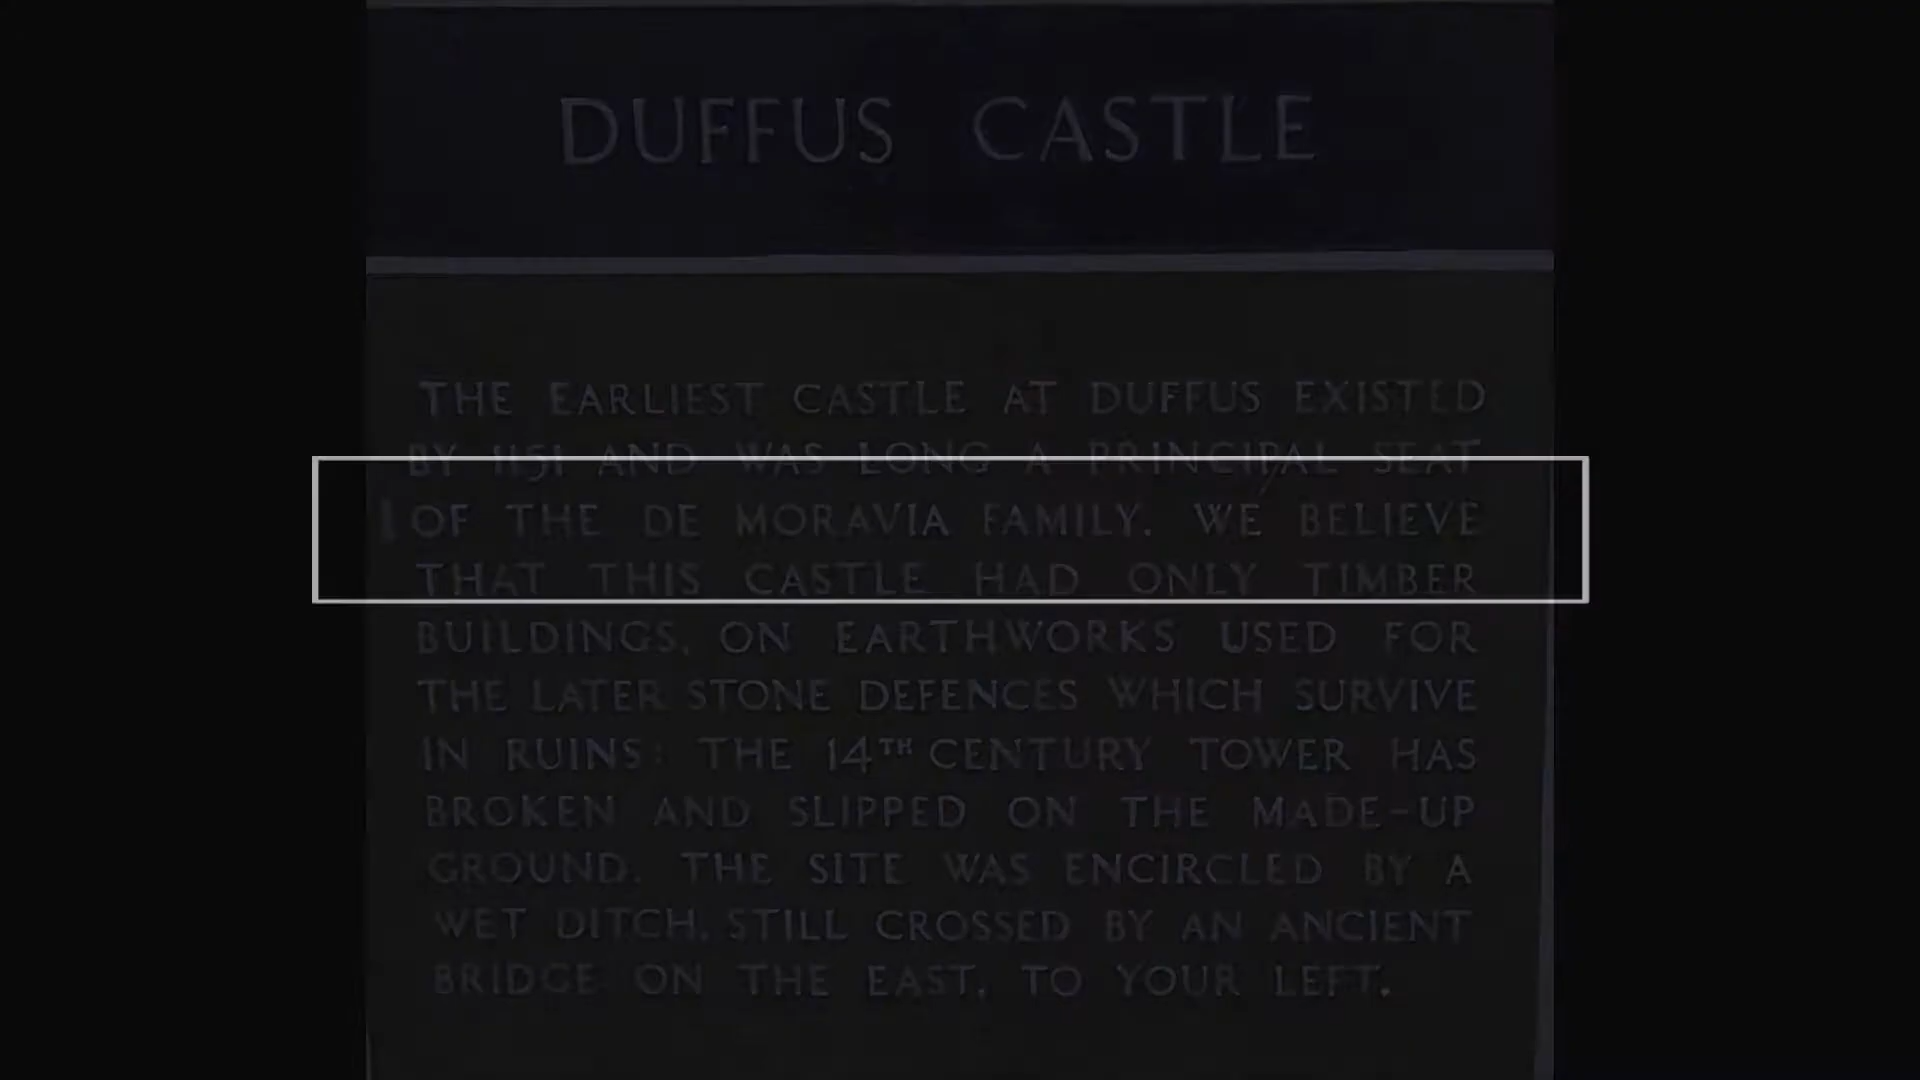 DUFFUS CASTLE
THE EARLIEST CASTLE AT DUFFUS EXISTED
BY 1151 AND WAS LONG A PRINCIPAL SEAT
OF THE DE MORAVIA FAMILY. WE BELIEVE
THAT THIS CASTLE HAD ONLY TIMBER
BUILDINGS, ON EARTHWORKS USED FOR
THE LATER STONE DEFENCES WHICH SURVIVE
IN RUINS: THE 14TH CENTURY TOWER HAS
BROKEN AND SLIPPED ON THE MADE-UP
GROUND. THE SITE WAS ENCIRCLED BY A
WET DITCH, STILL CROSSED BY AN ANCIENT
BRIDGE ON THE EAST, TO YOUR LEFT.